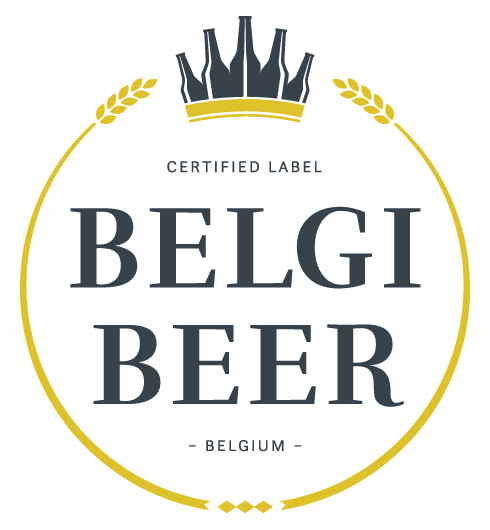 CERTIFIED LABEL
BELGI
BEER
– BELGIUM –